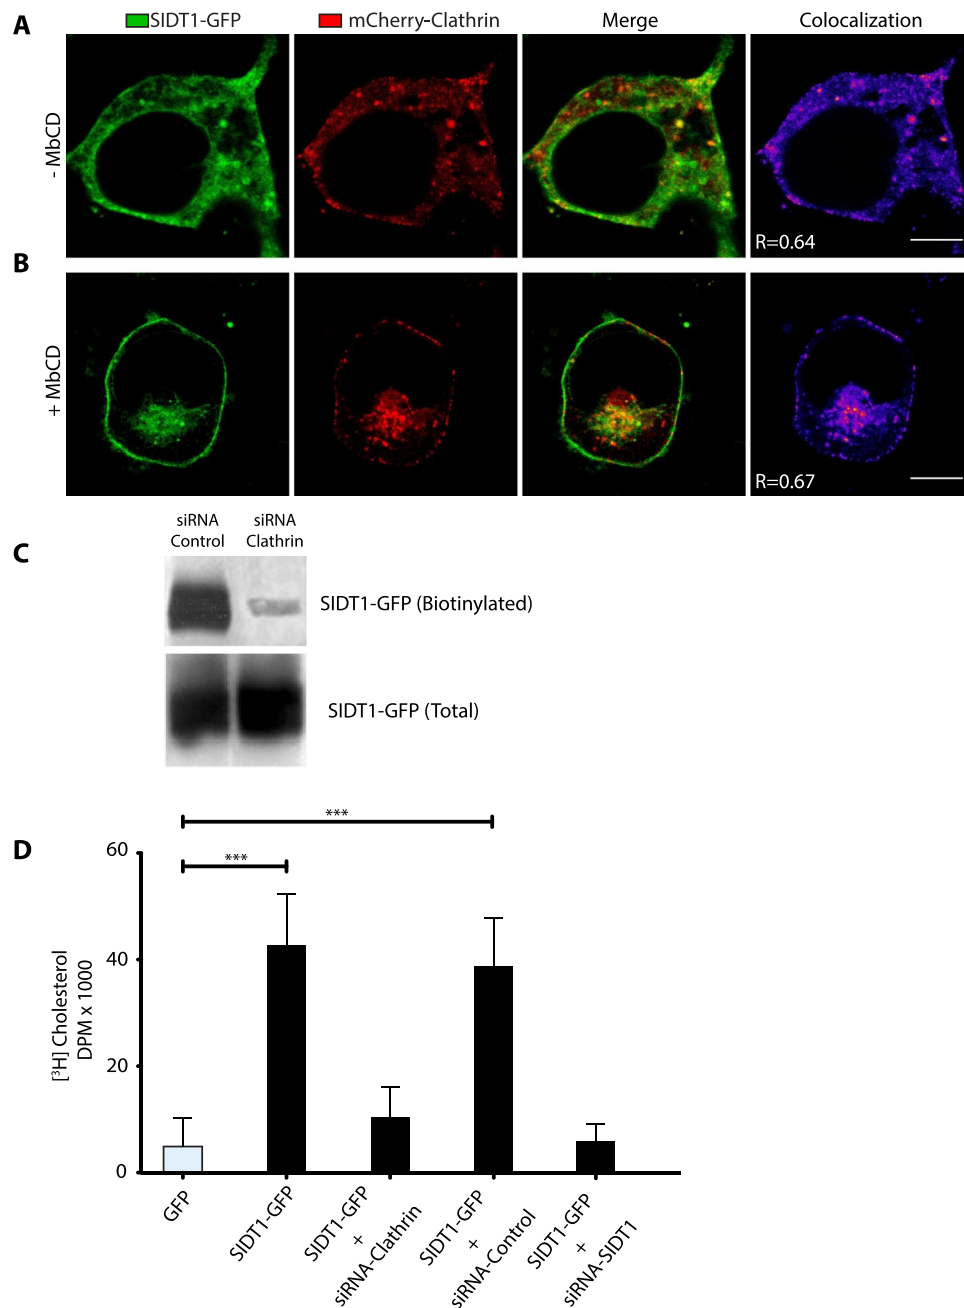 A
SIDT1-GFP
mCherry-Clathrin
Merge
Colocalization
- MbCD
R=0.64
B
+ MbCD
R=0.67
C
siRNA
Control
siRNA
Clathrin
SIDT1-GFP (Biotinylated)
SIDT1-GFP (Total)
D
***
***
60
40
20
0
[³H] Cholesterol
DPM x 1000
GFP
SIDT1-GFP
SIDT1-GFP
+
siRNA-Clathrin
SIDT1-GFP
+
siRNA-Control
SIDT1-GFP
+
siRNA-SIDT1